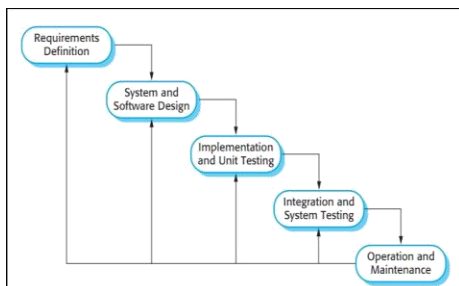 Requirements
Definition
System and
Software Design
Implementation
and Unit Testing
Integration and
System Testing
Operation and
Maintenance